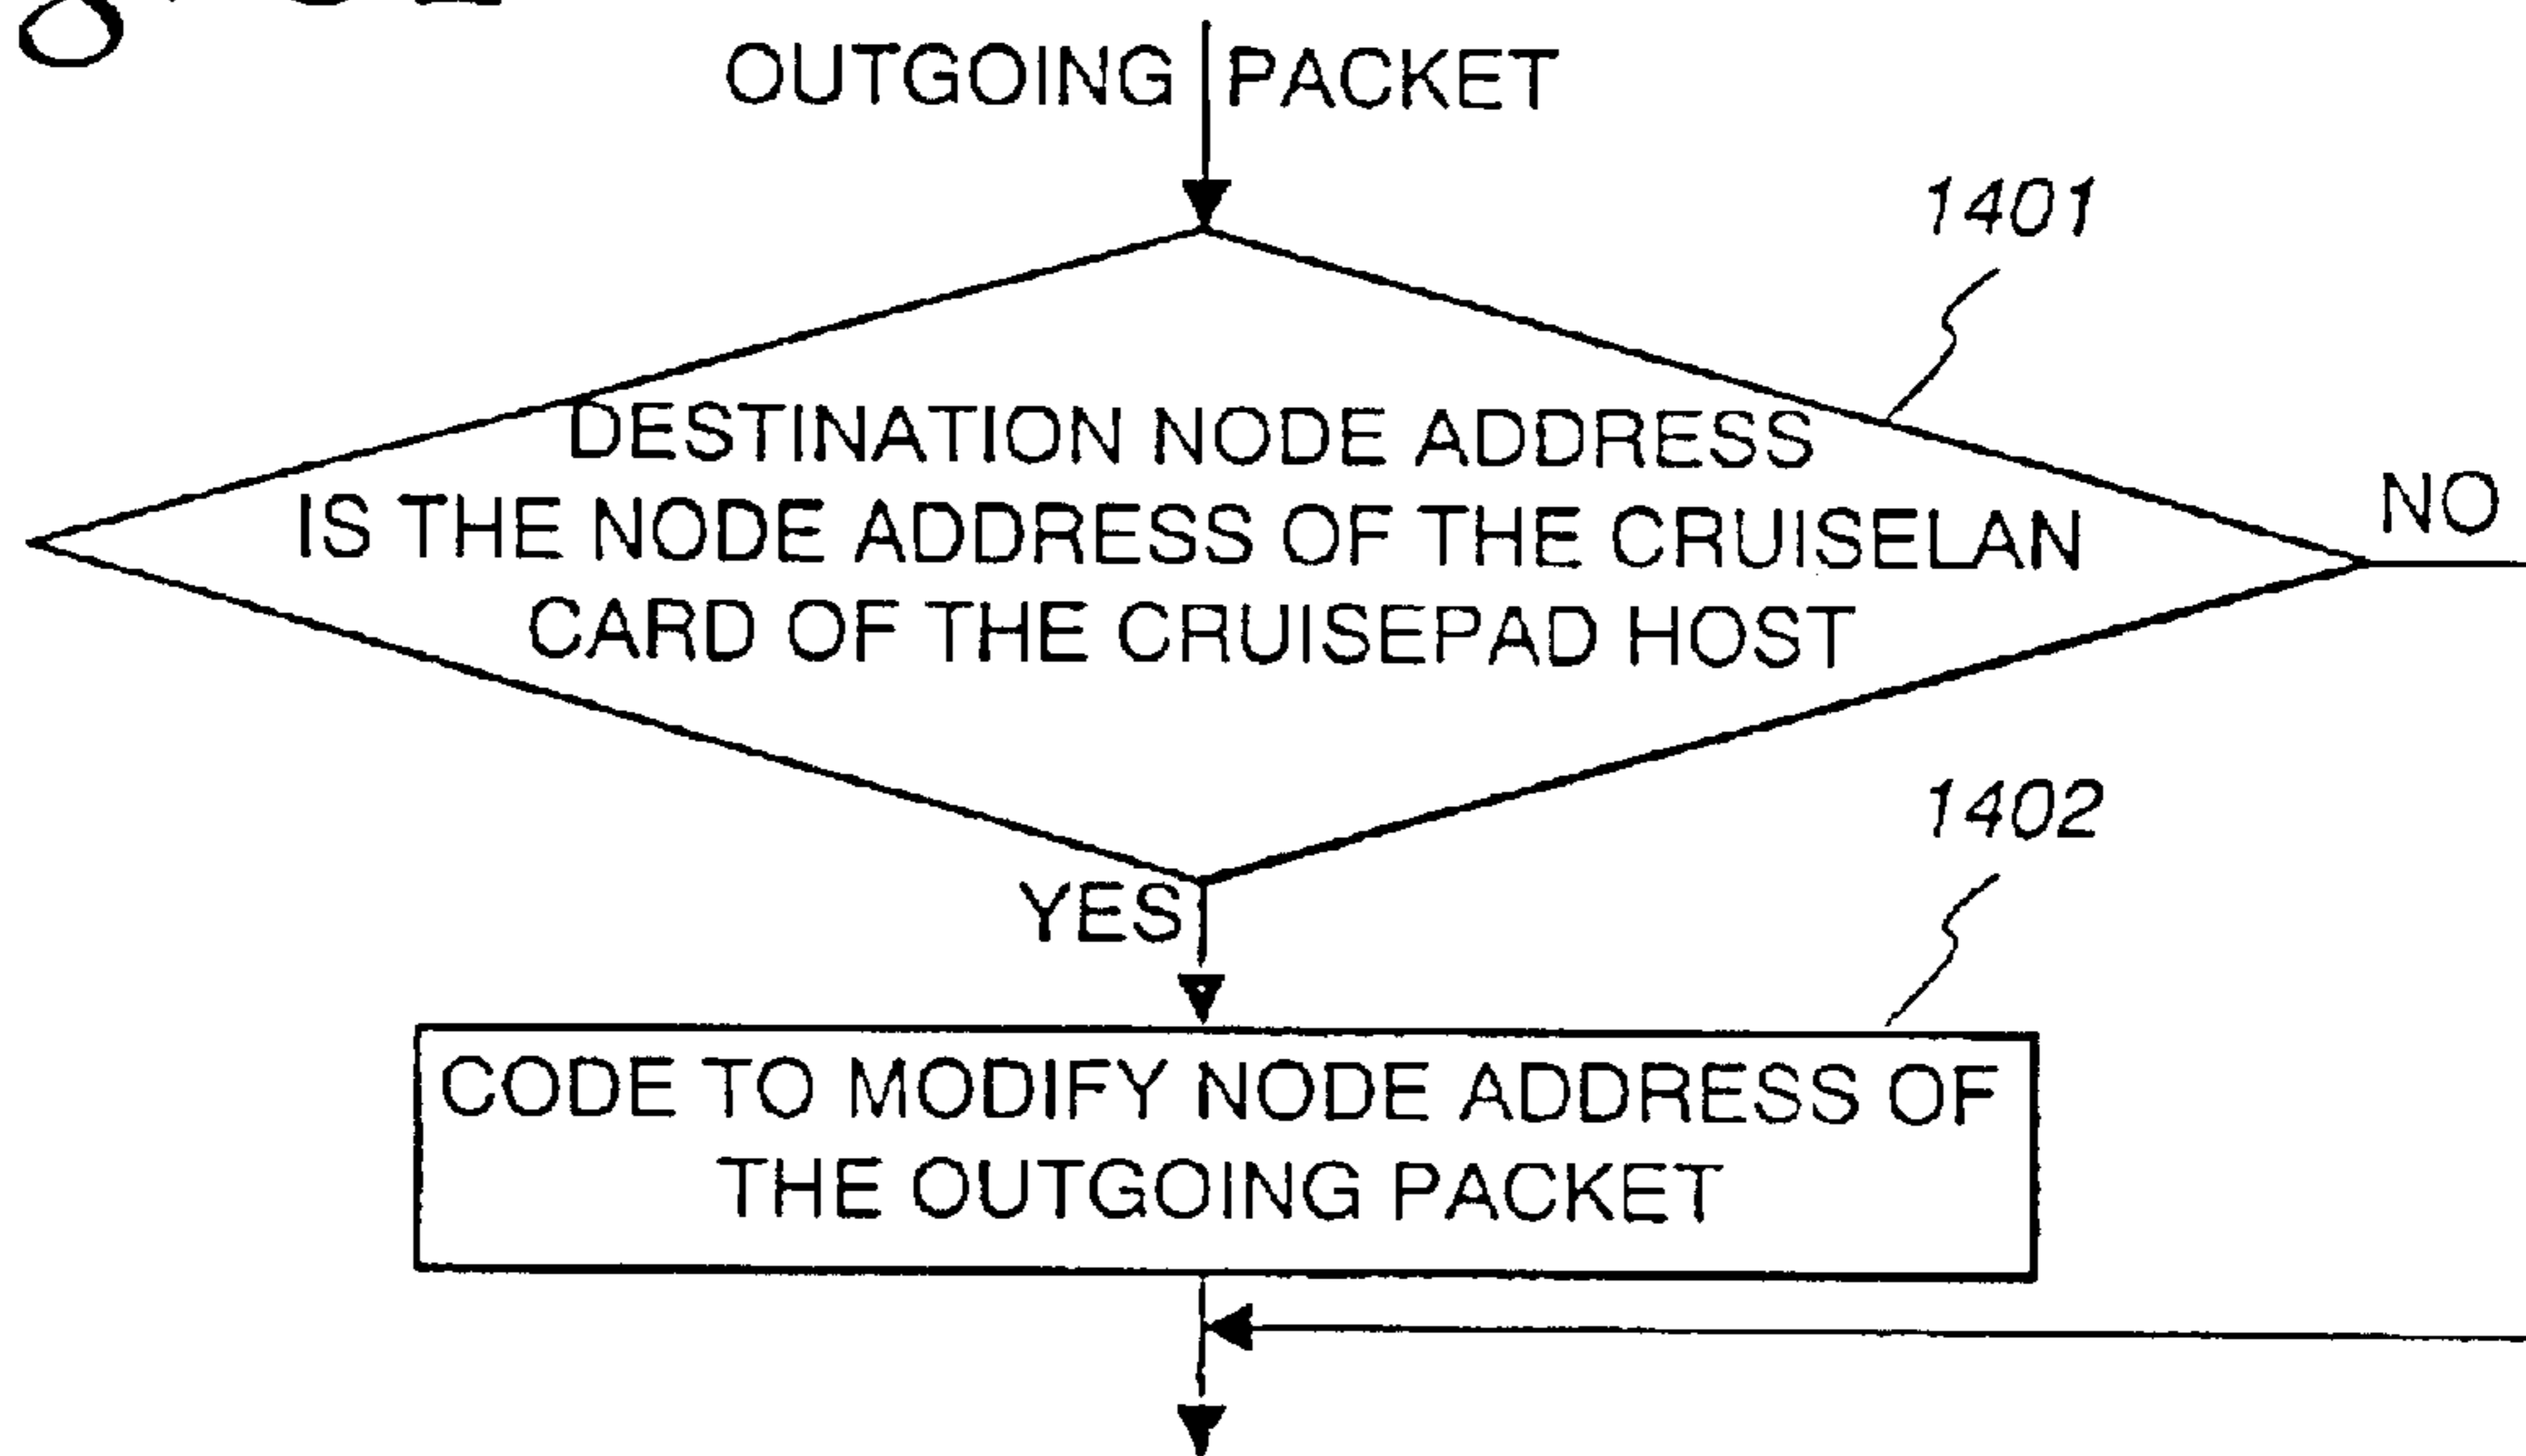 OUTGOING PACKET
1401
DESTINATION NODE ADDRESS
IS THE NODE ADDRESS OF THE CRUISELAN
CARD OF THE CRUISEPAD HOST
NO
YES
1402
CODE TO MODIFY NODE ADDRESS OF
THE OUTGOING PACKET